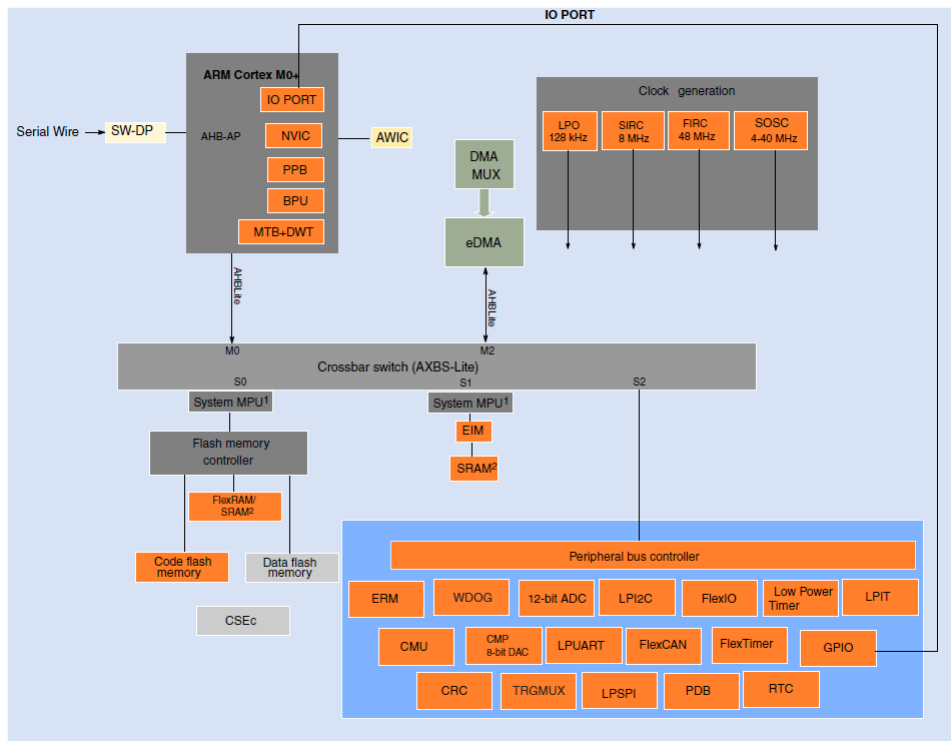 IO PORT
ARM Cortex M0+
IO PORT
Serial Wire
SW-DP
AHB-AP
NVIC
AWIC
PPB
BPU
MTB+DWT
DMA
MUX
eDMA
Clock generation
LPO
128 kHz
SIRC
8 MHz
FIRC
48 MHz
SOSC
4-40 MHz
AHBLite
AHBLite
M0
M2
Crossbar switch (AXBS-Lite)
S0
S1
S2
System MPU1
System MPU1
EIM
SRAM2
Flash memory
controller
FlexRAM/
SRAM2
Code flash
memory
Data flash
memory
CSEc
Peripheral bus controller
ERM
WDOG
12-bit ADC
LPI2C
FlexIO
Low Power
Timer
LPIT
CMU
CMP
8-bit DAC
LPUART
FlexCAN
FlexTimer
GPIO
CRC
TRGMUX
LPSPI
PDB
RTC